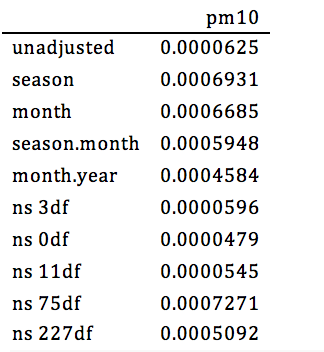 pm10
unadjusted 0.0000625
season 0.0006931
month 0.0006685
season.month 0.0005948
month.year 0.0004584
ns 3df 0.0000596
ns 0df 0.0000479
ns 11df 0.0000545
ns 75df 0.0007271
ns 227df 0.0005092